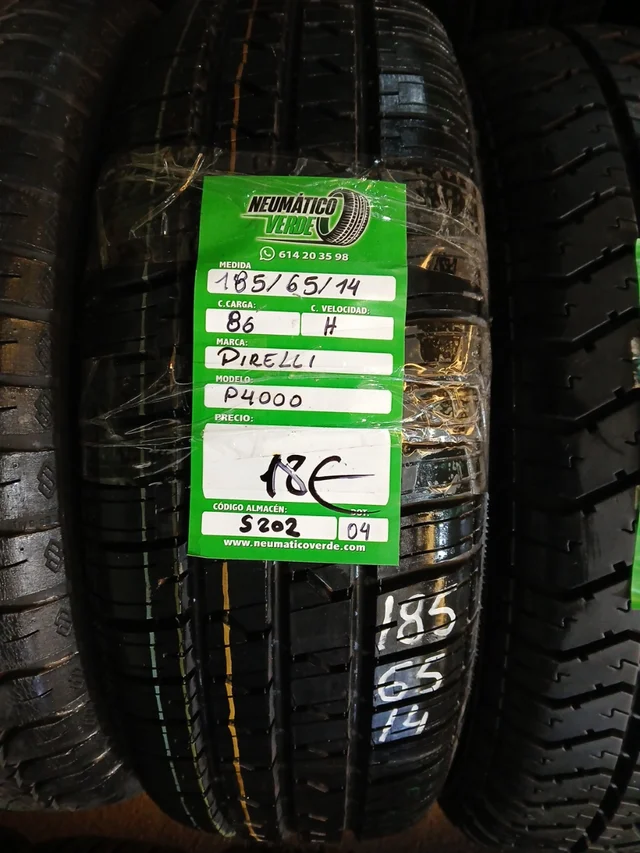 NEUMÁTICO
VERDE
614 20 35 98
MEDIDA
185/65/14
C.CARGA: C. VELOCIDAD:
86 H
MARCA:
PIRELLI
MODELO:
P4000
PRECIO:
18€
CÓDIGO ALMACÉN: DOT:
S202 04
www.neumaticoverde.com
185
65
14